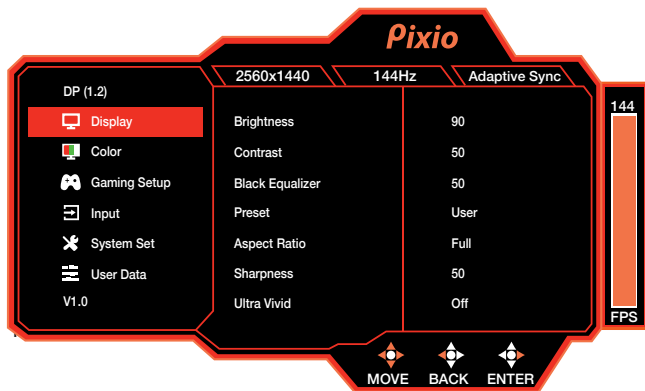 Pixio
2560x1440 144Hz Adaptive Sync
DP (1.2)
Display
Color
Gaming Setup
Input
System Set
User Data
V1.0
Brightness 90
Contrast 50
Black Equalizer 50
Preset User
Aspect Ratio Full
Sharpness 50
Ultra Vivid Off
144
FPS
MOVE BACK ENTER